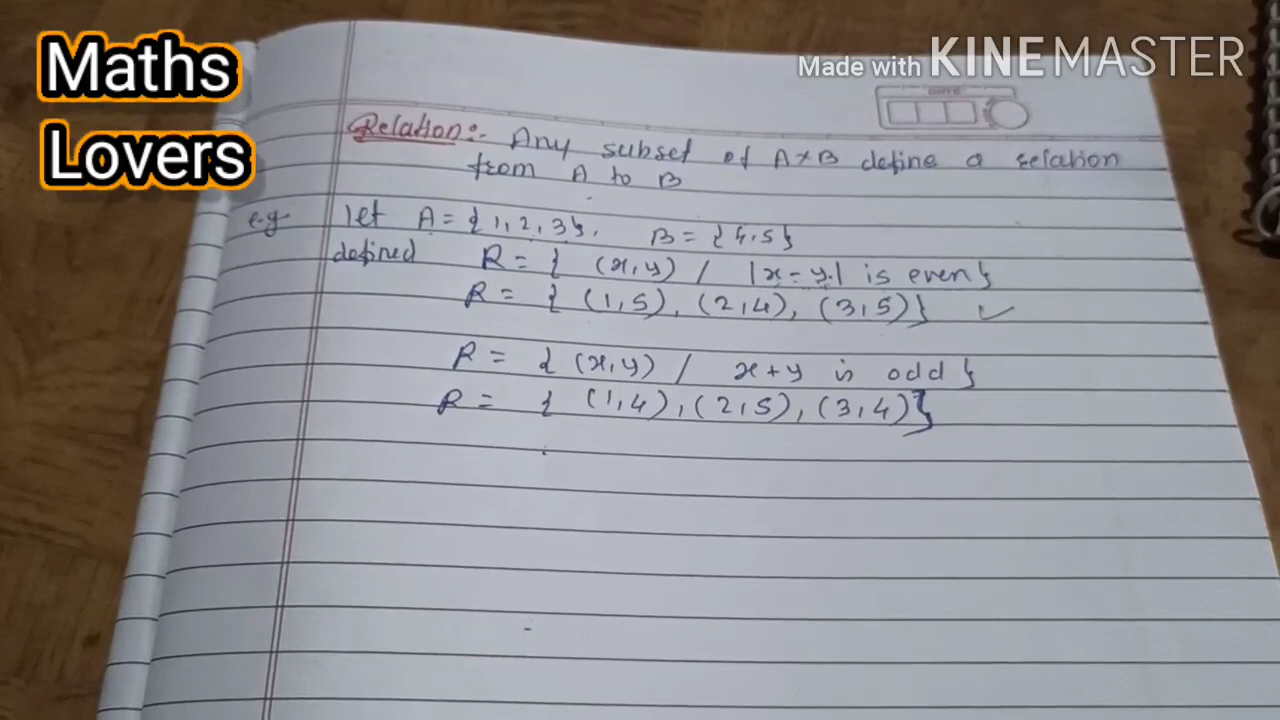 Maths
Lovers
Made with KINEMASTER
DATE
Relation:- Any subset of A×B define a relation
from A to B
e.g. let A = {1, 2, 3}, B = {4, 5}
defined R = { (x, y) / |x - y| is even}
R = { (1, 5), (2, 4), (3, 5)} ✓
R = { (x, y) / x + y is odd }
R = { (1, 4), (2, 5), (3, 4)}